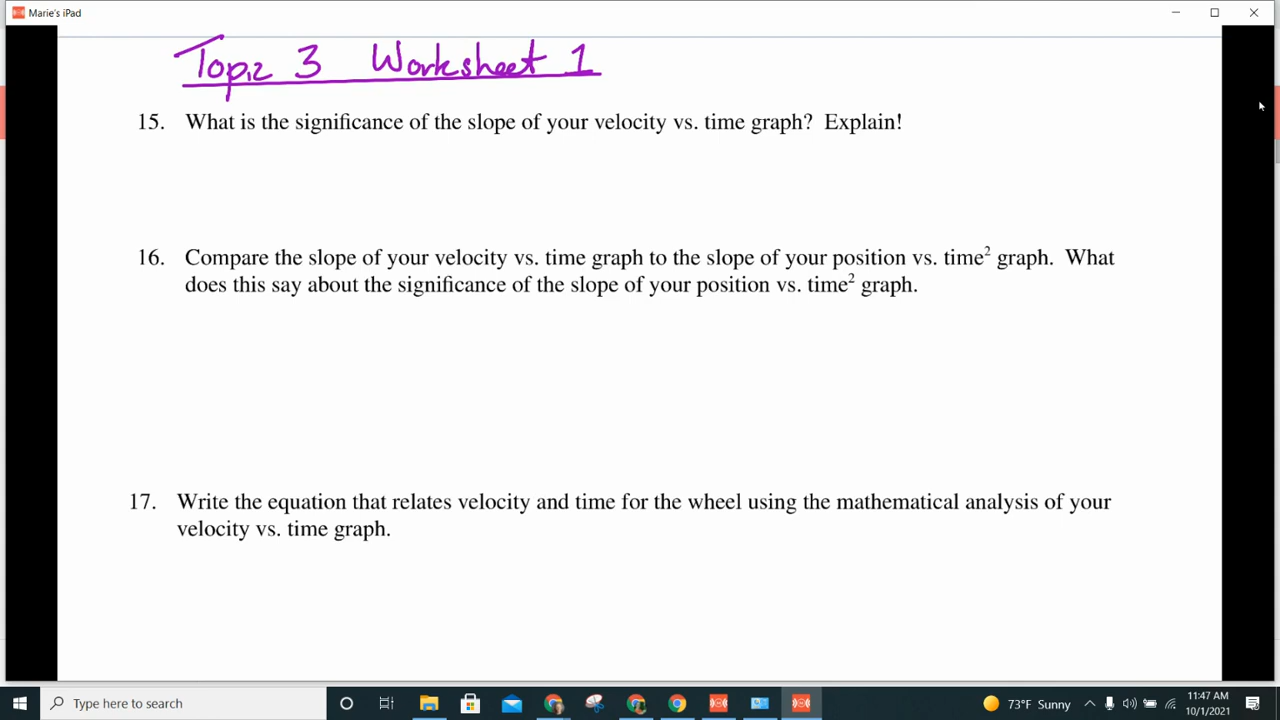 Marie's iPad
Topic 3 Worksheet 1
15. What is the significance of the slope of your velocity vs. time graph? Explain!
16. Compare the slope of your velocity vs. time graph to the slope of your position vs. time² graph. What
does this say about the significance of the slope of your position vs. time² graph.
17. Write the equation that relates velocity and time for the wheel using the mathematical analysis of your
velocity vs. time graph.
Type here to search
73°F Sunny
11:47 AM
10/1/2021